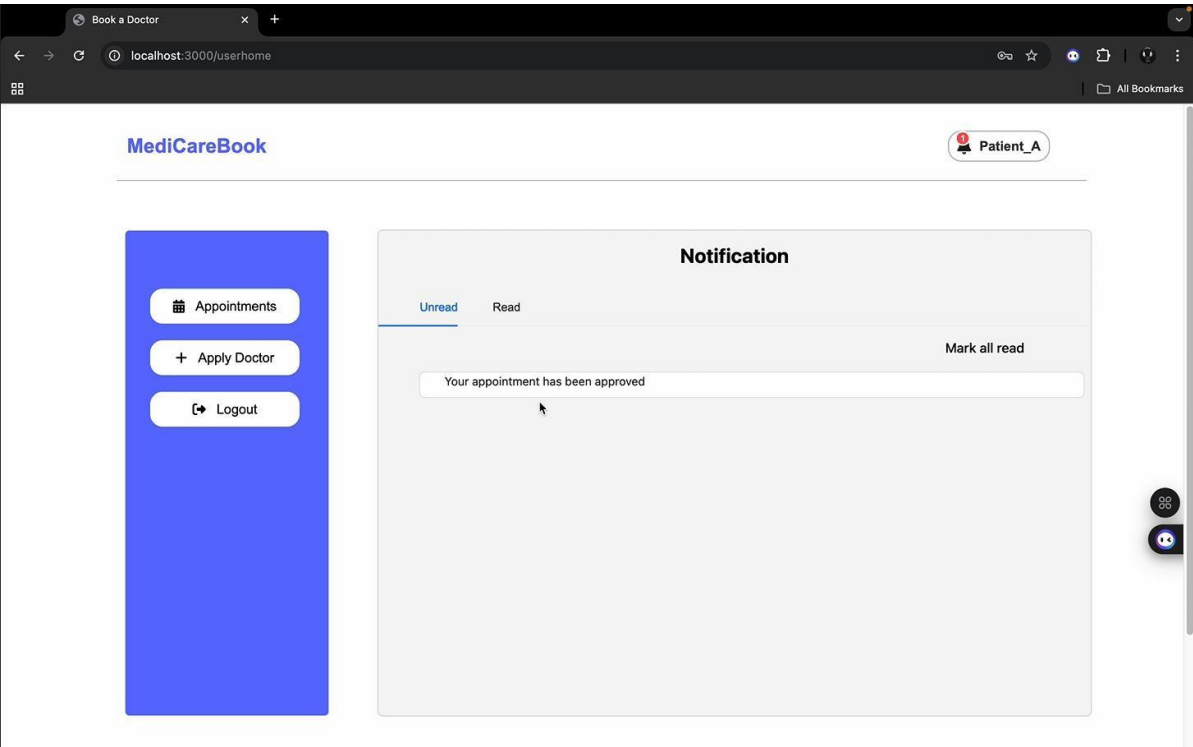 Book a Doctor
localhost:3000/userhome
All Bookmarks
MediCareBook
1
Patient_A
Notification
Appointments
Unread Read
Apply Doctor
Mark all read
Logout
Your appointment has been approved